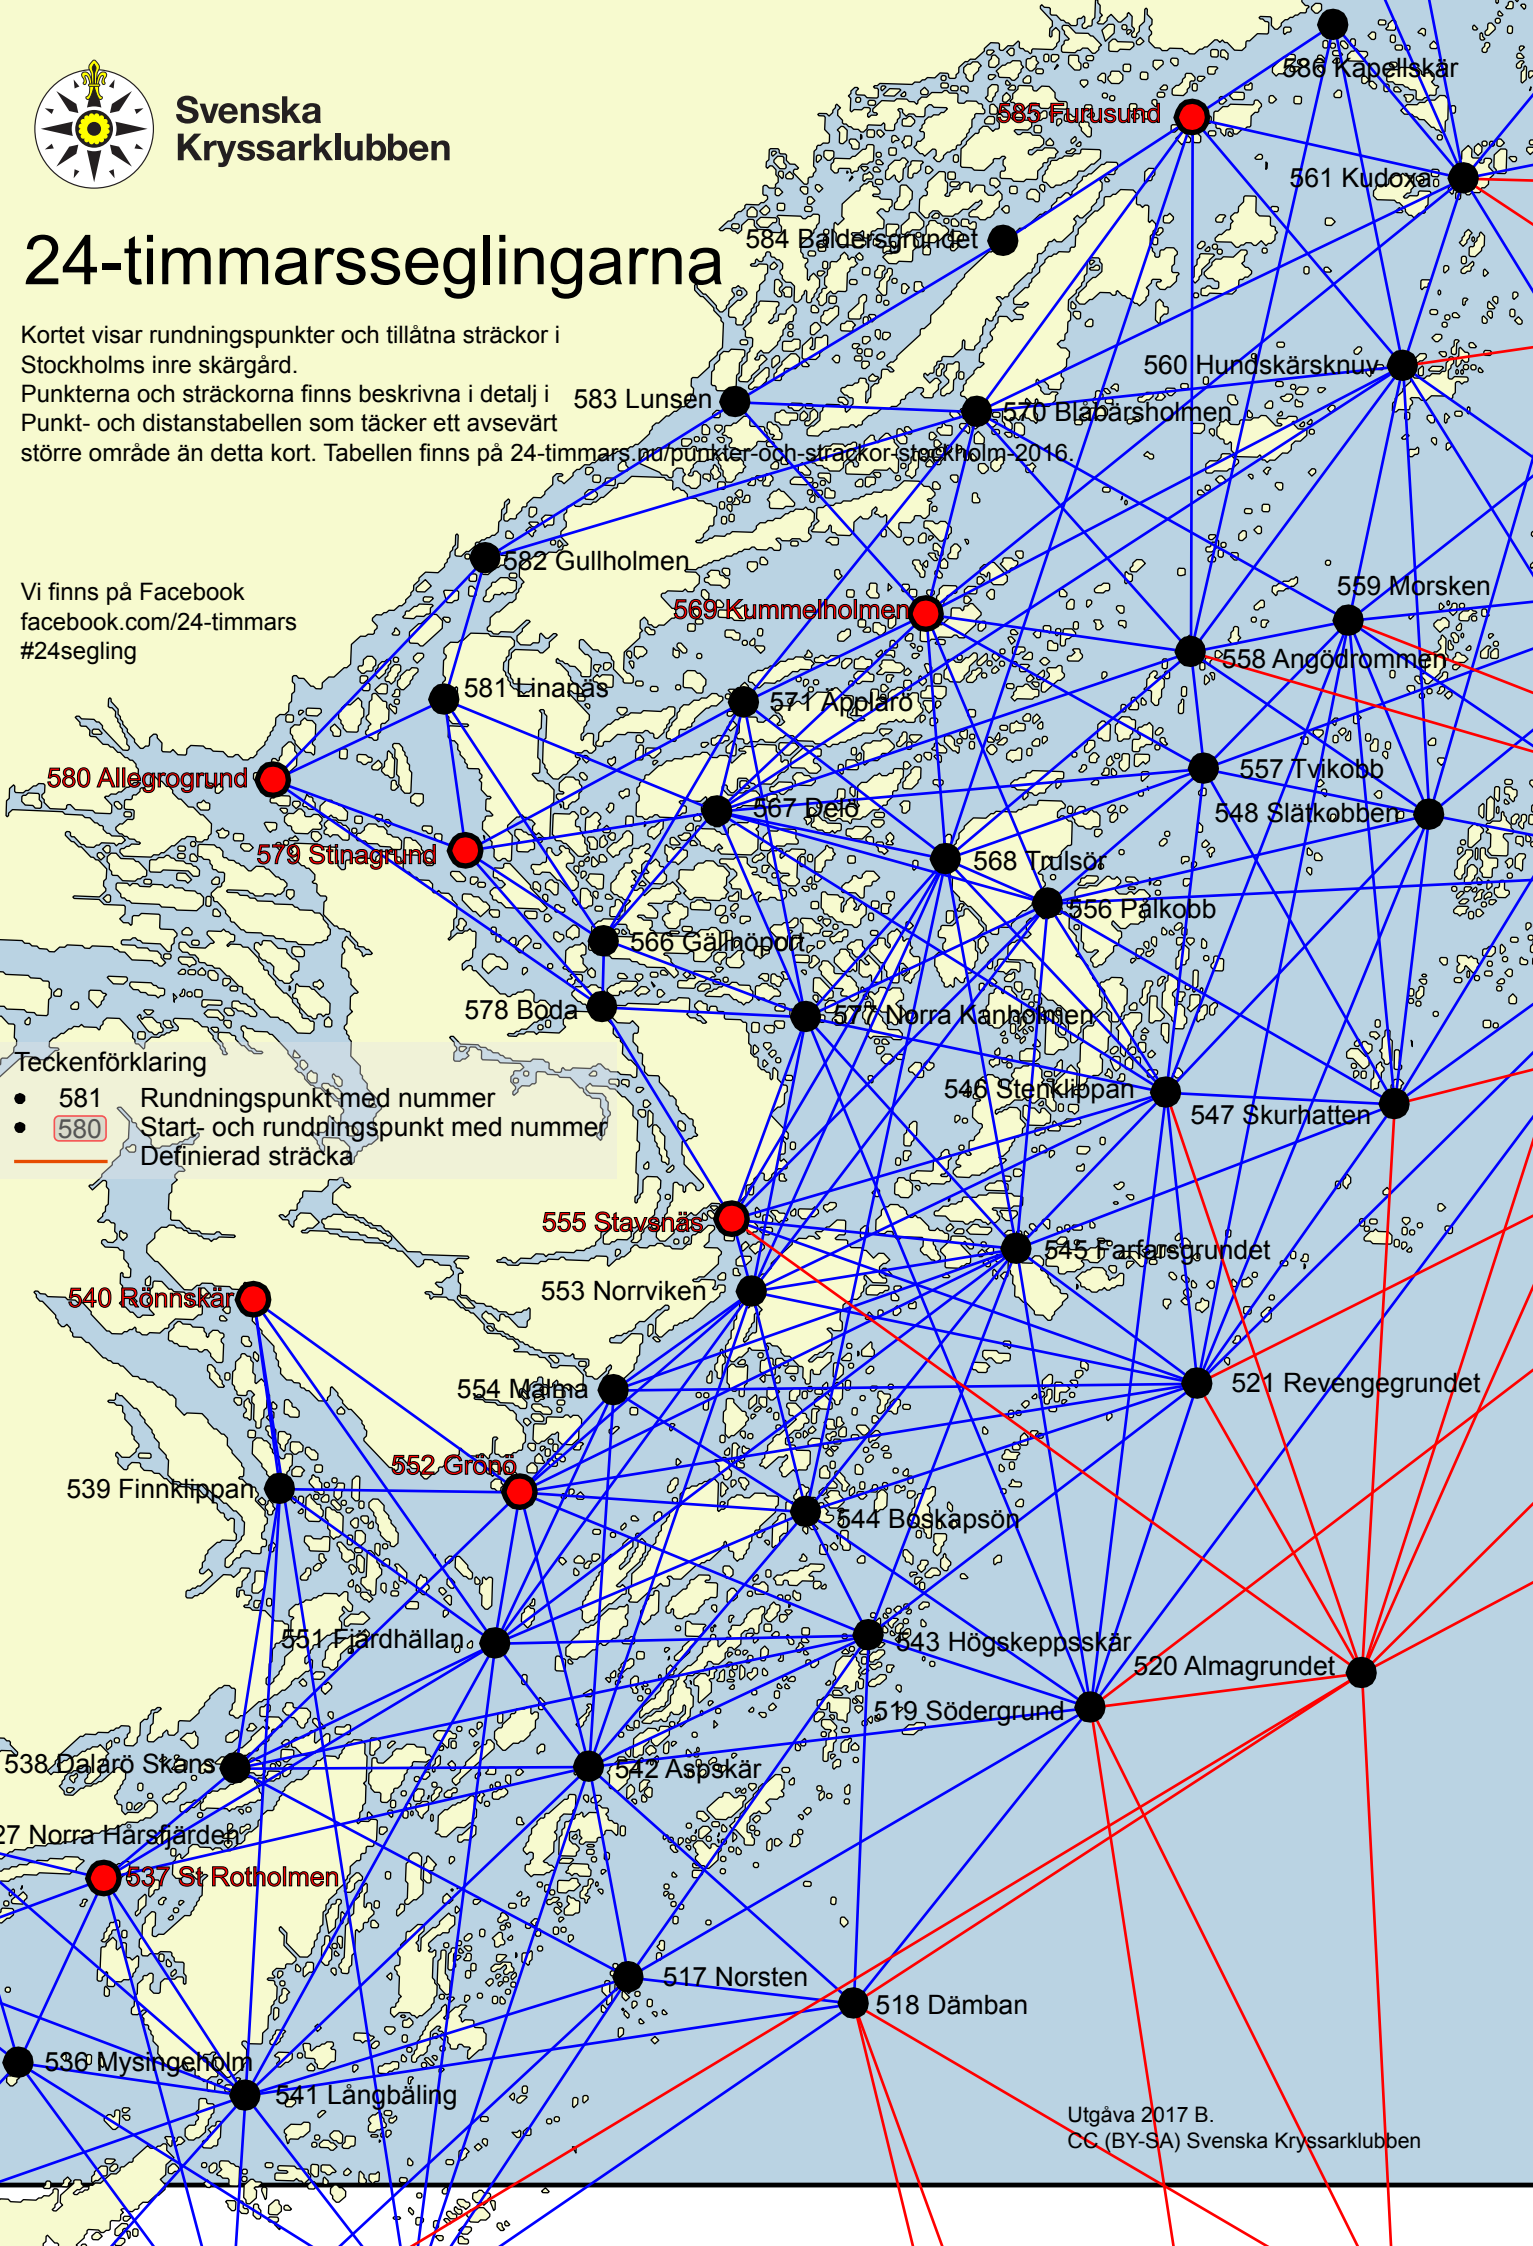 Svenska
Kryssarklubben
24-timmarsseglingarna
Kortet visar rundningspunkter och tillåtna sträckor i
Stockholms inre skärgård.
Punkterna och sträckorna finns beskrivna i detalj i
Punkt- och distanstabellen som täcker ett avsevärt
större område än detta kort. Tabellen finns på 24-timmars.nu/punkter-och-strackor-stockholm-2016.
Vi finns på Facebook
facebook.com/24-timmars
#24segling
586 Kapellskär
585 Furusund
561 Kudoxa
584 Baldersgrundet
560 Hundskärsknuv
583 Lunsen
570 Blåbärsholmen
582 Gullholmen
559 Morsken
569 Kummelholmen
558 Angödrommen
581 Linanäs
571 Äpplarö
557 Tvikobb
580 Allegrogrund
567 Delö
548 Slätkobben
579 Stinagrund
568 Trulsör
556 Pålkobb
566 Gällnöport
578 Boda
577 Norra Kanholmen
Teckenförklaring
581 Rundningspunkt med nummer
580 Start- och rundningspunkt med nummer
Definierad sträcka
546 Stenklippan
547 Skurhatten
555 Stavsnäs
545 Farfarsgrundet
553 Norrviken
540 Rönnskär
554 Malma
521 Revengegrundet
552 Grönö
539 Finnklippan
544 Boskapsön
551 Fjärdhällan
543 Högskeppsskär
520 Almagrundet
519 Södergrund
538 Dalarö Skans
542 Aspskär
27 Norra Hårsfjärden
537 St Rotholmen
517 Norsten
518 Dämban
536 Mysingeholm
541 Långbäling
Utgåva 2017 B.
CC (BY-SA) Svenska Kryssarklubben